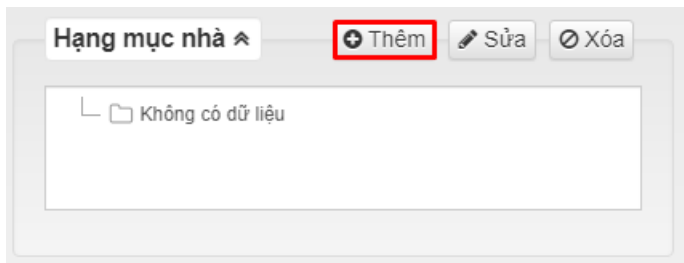 Hạng mục nhà Thêm Sửa Xóa
Không có dữ liệu